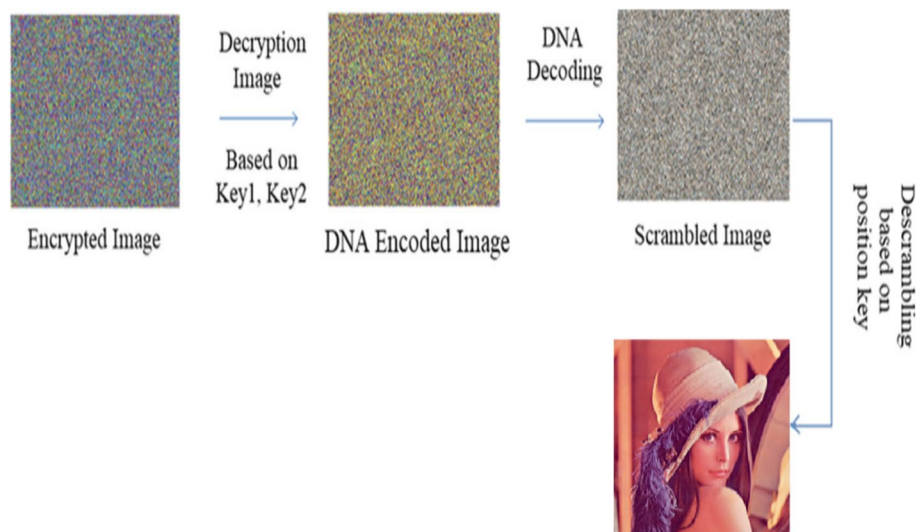 Decryption
Image
Based on
Key1, Key2
DNA
Decoding
Encrypted Image
DNA Encoded Image
Scrambled Image
Descrambling
based on
position key